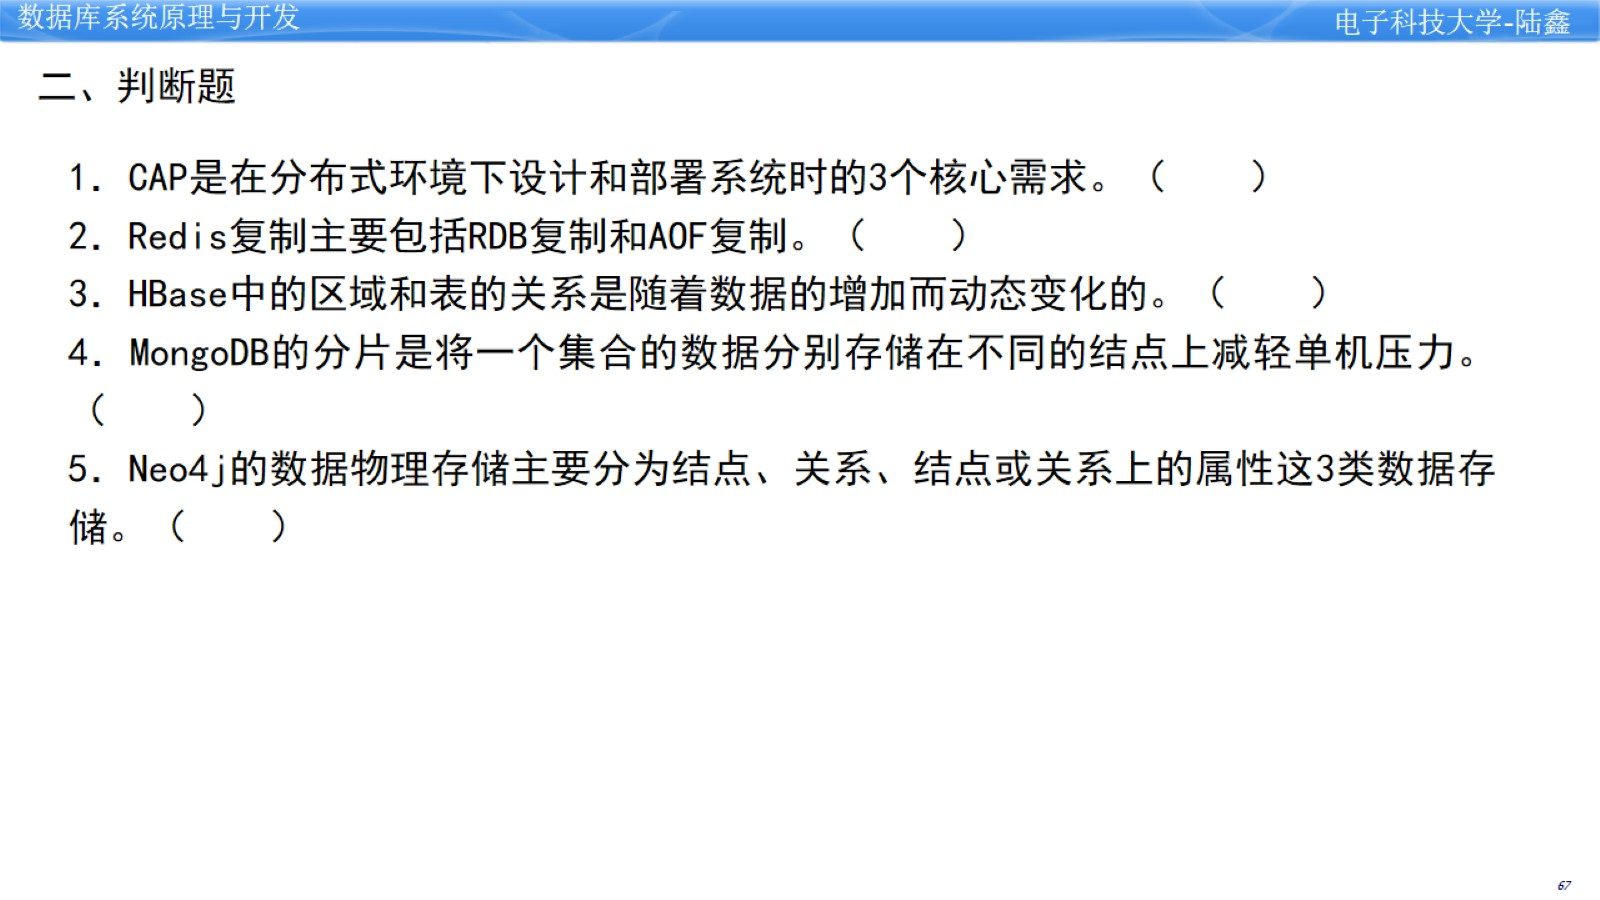 数据库系统原理与开发
电子科技大学-陆鑫
二、判断题
1. CAP是在分布式环境下设计和部署系统时的3个核心需求。（　　）
2. Redis复制主要包括RDB复制和AOF复制。（　　）
3. HBase中的区域和表的关系是随着数据的增加而动态变化的。（　　）
4. MongoDB的分片是将一个集合的数据分别存储在不同的结点上减轻单机压力。
（　　）
5. Neo4j的数据物理存储主要分为结点、关系、结点或关系上的属性这3类数据存
储。（　　）
67